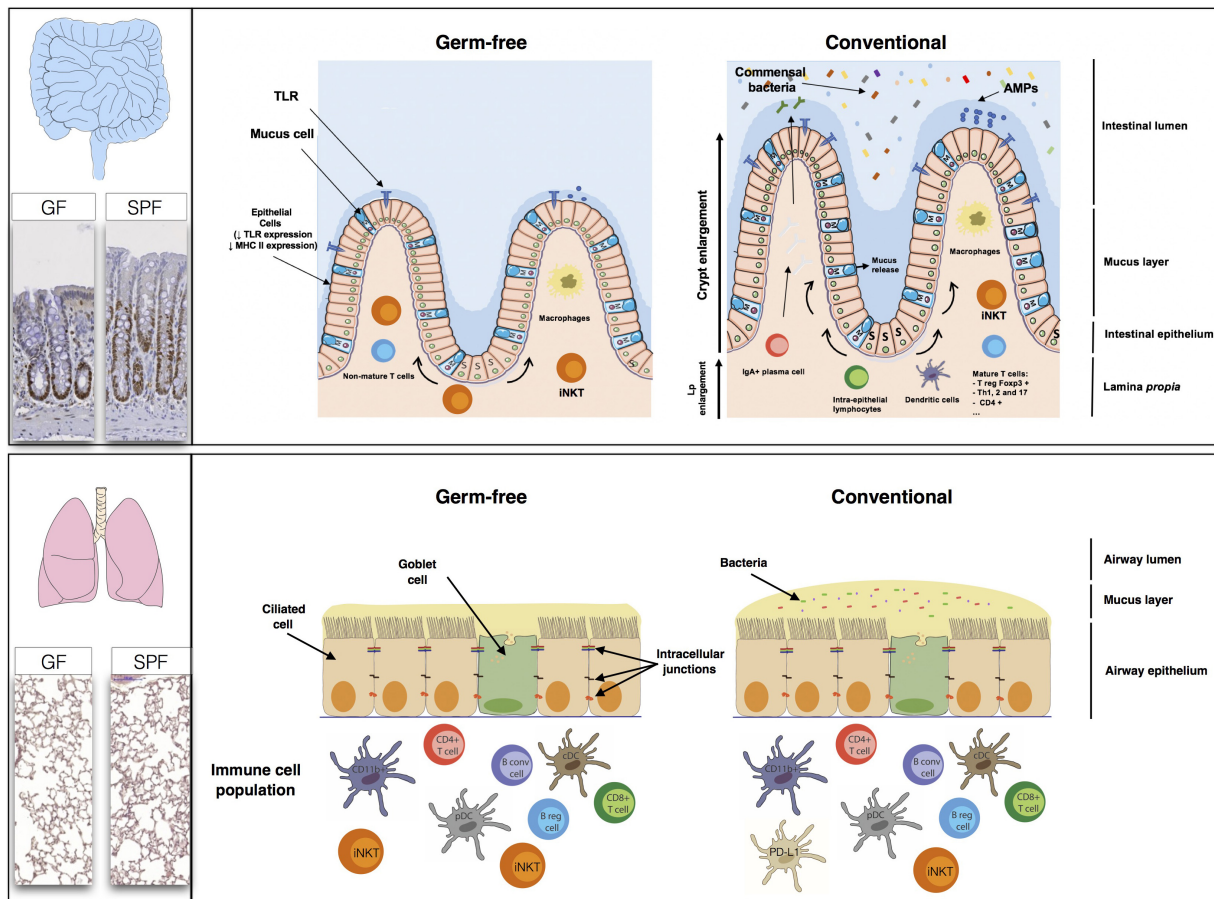 GF
SPF
Germ-free
TLR
Mucus cell
Epithelial
Cells
(↓ TLR expression
↓ MHC II expression)
M
M
M
M
M
M
M
M
M
S
S
S
S
Non-mature T cells
Macrophages
iNKT
Conventional
Commensal
bacteria
AMPs
Crypt enlargement
Lp
enlargement
M
M
M
M
M
M
M
M
M
S
S
S
S
S
S
Mucus
release
Macrophages
iNKT
IgA+ plasma cell
Intra-epithelial
lymphocytes
Dendritic cells
Mature T cells:
- T reg Foxp3 +
- Th1, 2 and 17
- CD4 +
...
Intestinal lumen
Mucus layer
Intestinal epithelium
Lamina propia
GF
SPF
Germ-free
Goblet
cell
Ciliated
cell
Intracellular
junctions
Immune cell
population
CD11b+
CD4+
T cell
B conv
cell
cDC
CD8+
T cell
pDC
B reg
cell
iNKT
iNKT
Conventional
Bacteria
CD11b+
CD4+
T cell
B conv
cell
cDC
CD8+
T cell
pDC
B reg
cell
PD-L1
iNKT
Airway lumen
Mucus layer
Airway epithelium